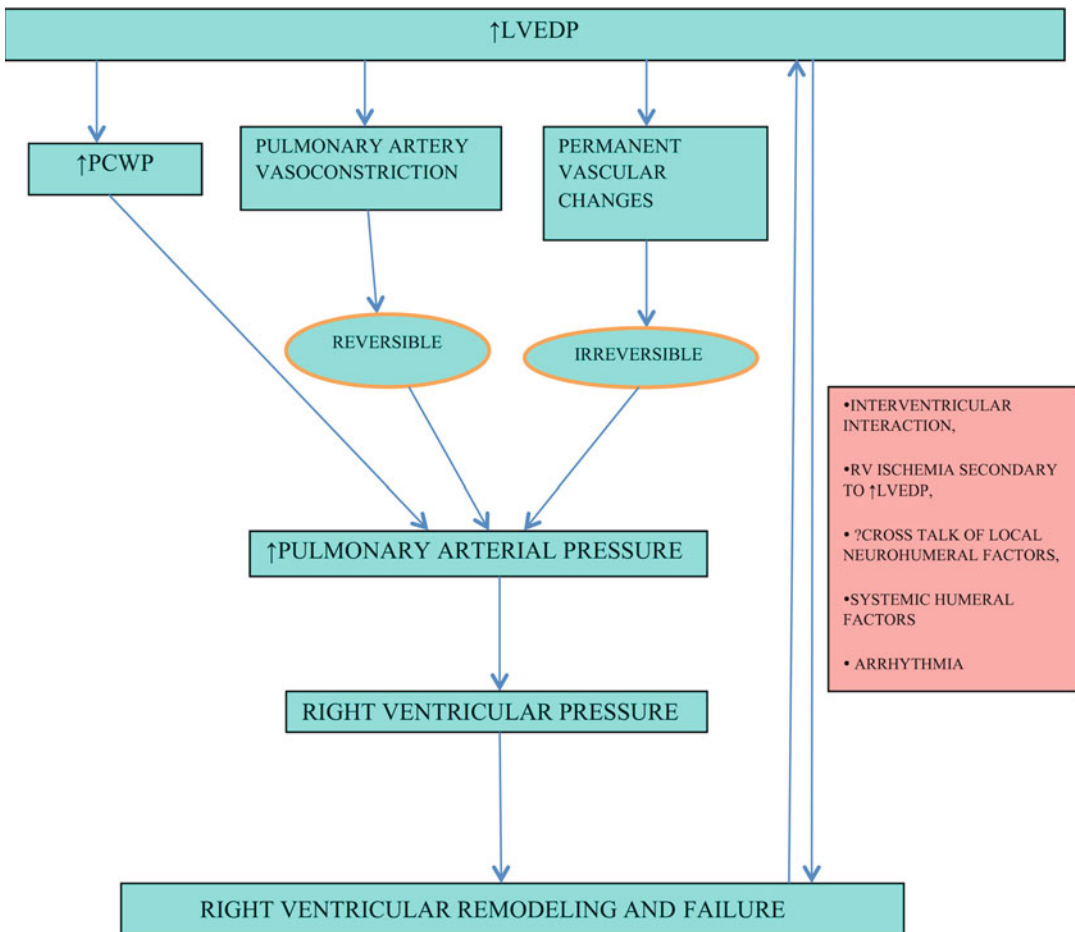 ↑LVEDP
↑PCWP
PULMONARY ARTERY
VASOCONSTRICTION
PERMANENT
VASCULAR
CHANGES
REVERSIBLE
IRREVERSIBLE
•INTERVENTRICULAR
INTERACTION,
•RV ISCHEMIA SECONDARY
TO ↑LVEDP,
• ?CROSS TALK OF LOCAL
NEUROHUMERAL FACTORS,
•SYSTEMIC HUMERAL
FACTORS
• ARRHYTHMIA
↑PULMONARY ARTERIAL PRESSURE
RIGHT VENTRICULAR PRESSURE
RIGHT VENTRICULAR REMODELING AND FAILURE